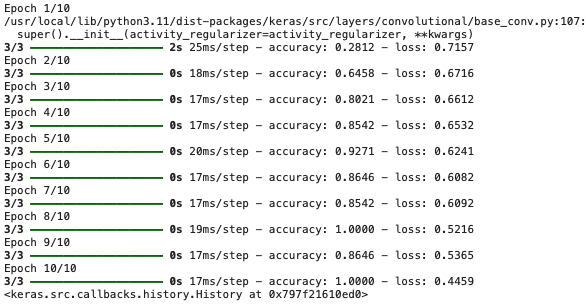 Epoch 1/10
/usr/local/lib/python3.11/dist-packages/keras/src/layers/convolutional/base_conv.py:107:
  super().__init__(activity_regularizer=activity_regularizer, **kwargs)
3/3 ━━━━━━━━━━━━━━━━━━━━ 2s 25ms/step - accuracy: 0.2812 - loss: 0.7157
Epoch 2/10
3/3 ━━━━━━━━━━━━━━━━━━━━ 0s 18ms/step - accuracy: 0.6458 - loss: 0.6716
Epoch 3/10
3/3 ━━━━━━━━━━━━━━━━━━━━ 0s 17ms/step - accuracy: 0.8021 - loss: 0.6612
Epoch 4/10
3/3 ━━━━━━━━━━━━━━━━━━━━ 0s 17ms/step - accuracy: 0.8542 - loss: 0.6532
Epoch 5/10
3/3 ━━━━━━━━━━━━━━━━━━━━ 0s 20ms/step - accuracy: 0.9271 - loss: 0.6241
Epoch 6/10
3/3 ━━━━━━━━━━━━━━━━━━━━ 0s 17ms/step - accuracy: 0.8646 - loss: 0.6082
Epoch 7/10
3/3 ━━━━━━━━━━━━━━━━━━━━ 0s 17ms/step - accuracy: 0.8542 - loss: 0.6092
Epoch 8/10
3/3 ━━━━━━━━━━━━━━━━━━━━ 0s 19ms/step - accuracy: 1.0000 - loss: 0.5216
Epoch 9/10
3/3 ━━━━━━━━━━━━━━━━━━━━ 0s 17ms/step - accuracy: 0.8646 - loss: 0.5365
Epoch 10/10
3/3 ━━━━━━━━━━━━━━━━━━━━ 0s 17ms/step - accuracy: 1.0000 - loss: 0.4459
<keras.src.callbacks.history.History at 0x797f21610ed0>